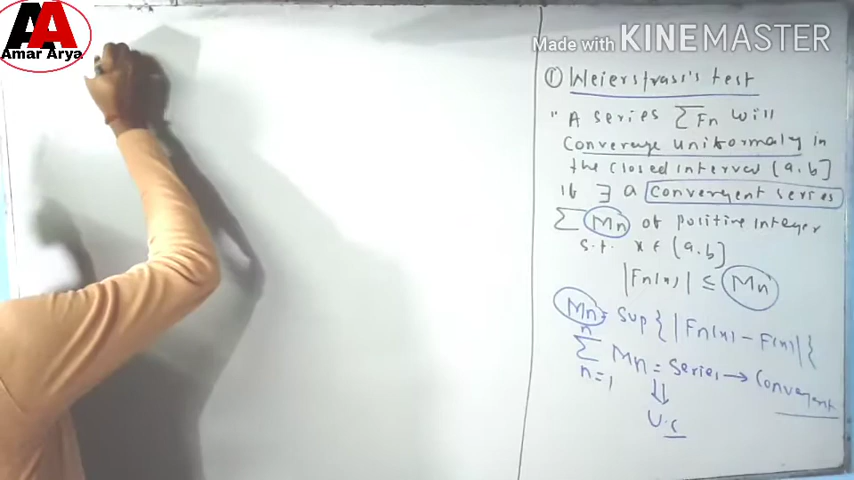 AA
Amar Arya
Made with KINEMASTER
① Weierstrass's test
" A series ΣFn will
Converge uniformaly in
the closed interval [a.b]
if ∃ a convergent series
Σ Mn of positive integer
s.t. x ∈ [a.b]
|Fn(x)| ≤ Mn
Mn = Sup { |Fn(x) - F(x)| }
n
Σ Mn = Series → Convergent
n=1
⇓
U.c